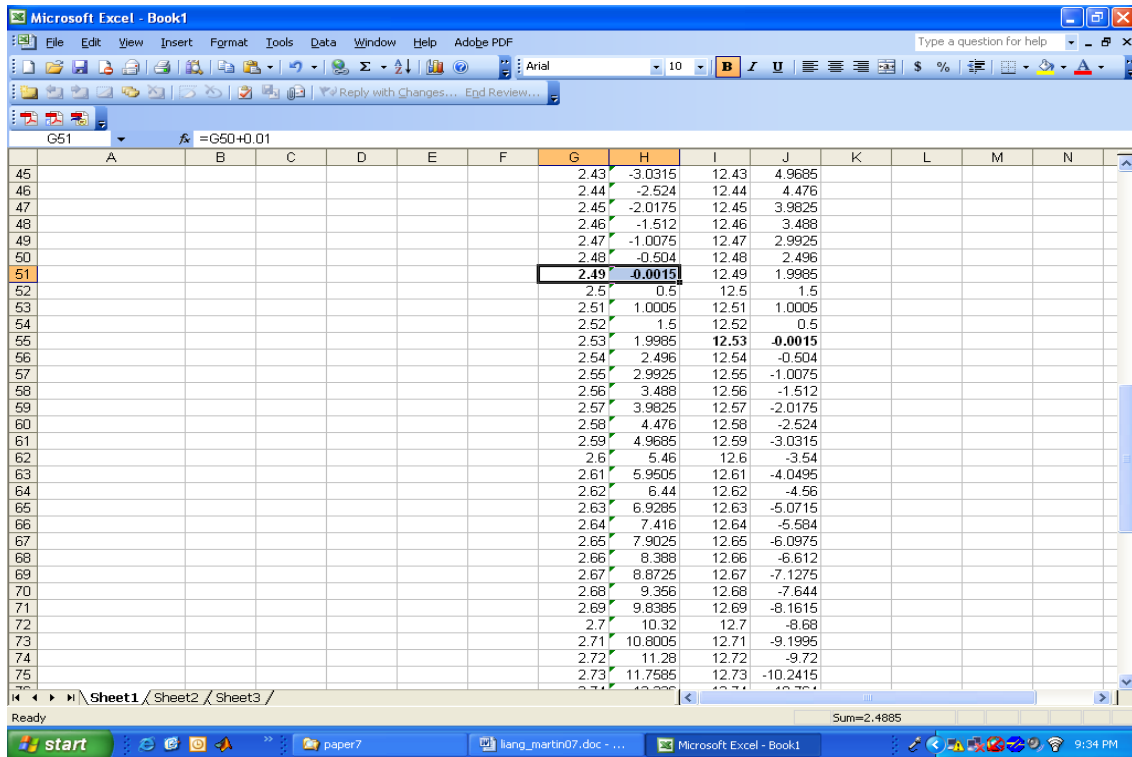 Microsoft Excel - Book1
File Edit View Insert Format Tools Data Window Help Adobe PDF Type a question for help
Arial 10 B I U $ %
Reply with Changes... End Review...
G51 fx =G50+0.01
A B C D E F G H I J K L M N
45 2.43 -3.0315 12.43 4.9685
46 2.44 -2.524 12.44 4.476
47 2.45 -2.0175 12.45 3.9825
48 2.46 -1.512 12.46 3.488
49 2.47 -1.0075 12.47 2.9925
50 2.48 -0.504 12.48 2.496
51 2.49 -0.0015 12.49 1.9985
52 2.5 0.5 12.5 1.5
53 2.51 1.0005 12.51 1.0005
54 2.52 1.5 12.52 0.5
55 2.53 1.9985 12.53 -0.0015
56 2.54 2.496 12.54 -0.504
57 2.55 2.9925 12.55 -1.0075
58 2.56 3.488 12.56 -1.512
59 2.57 3.9825 12.57 -2.0175
60 2.58 4.476 12.58 -2.524
61 2.59 4.9685 12.59 -3.0315
62 2.6 5.46 12.6 -3.54
63 2.61 5.9505 12.61 -4.0495
64 2.62 6.44 12.62 -4.56
65 2.63 6.9285 12.63 -5.0715
66 2.64 7.416 12.64 -5.584
67 2.65 7.9025 12.65 -6.0975
68 2.66 8.388 12.66 -6.612
69 2.67 8.8725 12.67 -7.1275
70 2.68 9.356 12.68 -7.644
71 2.69 9.8385 12.69 -8.1615
72 2.7 10.32 12.7 -8.68
73 2.71 10.8005 12.71 -9.1995
74 2.72 11.28 12.72 -9.72
75 2.73 11.7585 12.73 -10.2415
Sheet1 Sheet2 Sheet3
Ready Sum=2.4885
start paper7 liang_martin07.doc - ... Microsoft Excel - Book1 9:34 PM